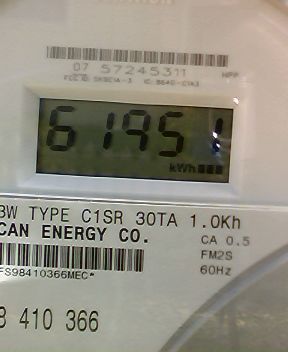 07 57245311
61951
kWh
3W TYPE C1SR 30TA 1.0Kh
CAN ENERGY CO.
CA 0.5
FM2S
60Hz
FS98410366MEC*
8 410 366